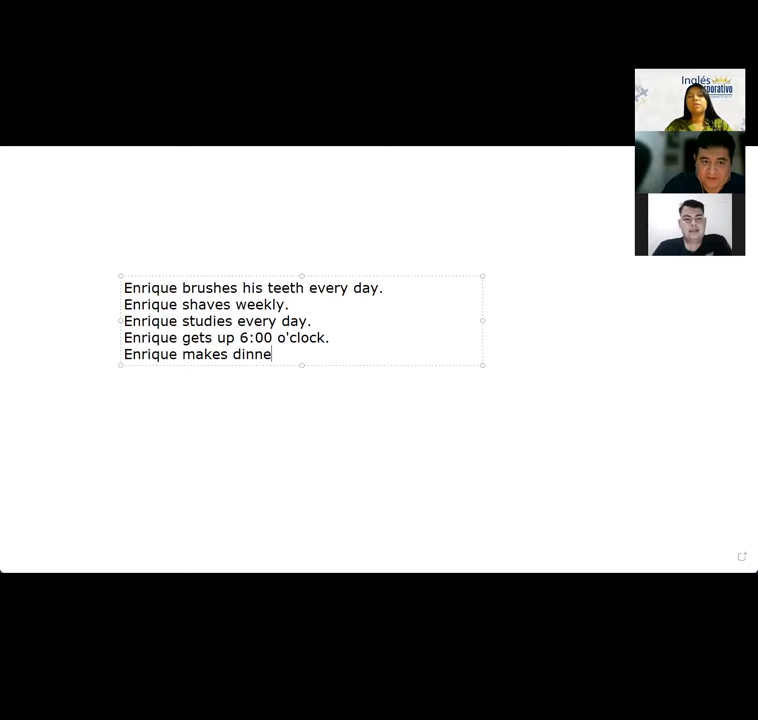 Inglés
Enrique brushes his teeth every day.
Enrique shaves weekly.
Enrique studies every day.
Enrique gets up 6:00 o'clock.
Enrique makes dinne